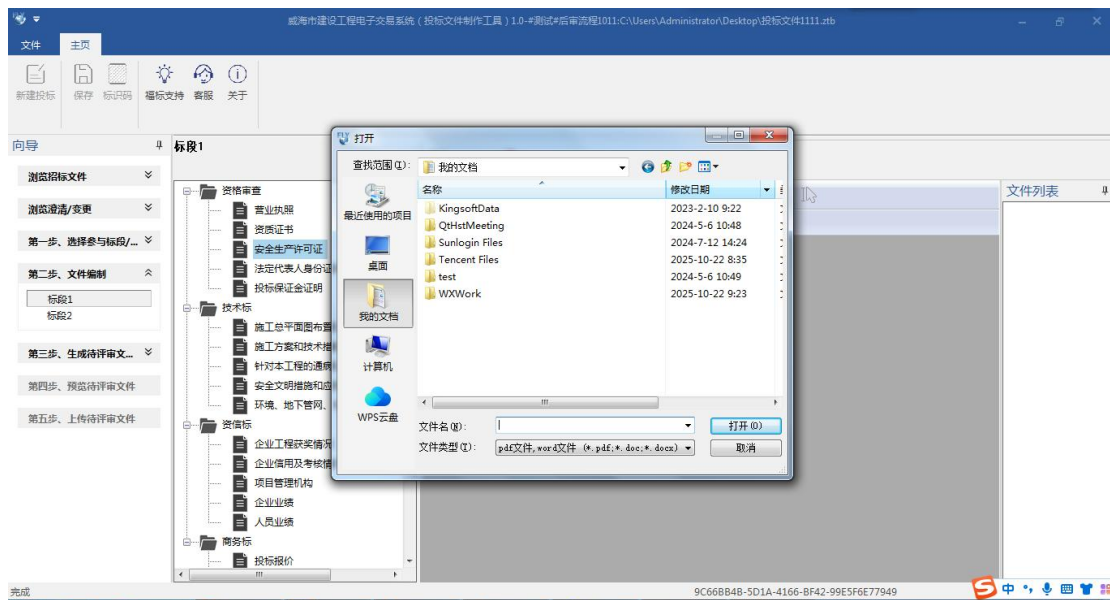 威海市建设工程电子交易系统(投标文件制作工具)1.0-#测试#后审流程1011:C:\Users\Administrator\Desktop\投标文件1111.ztb
文件 主页
新建投标 保存 标识码 福标支持 客服 关于
向导
浏览招标文件
浏览澄清/变更
第一步、选择参与标段/...
第二步、文件编制
标段1
标段2
第三步、生成待评审文...
第四步、预览待评审文件
第五步、上传待评审文件
标段1
资格审查
营业执照
资质证书
安全生产许可证
法定代表人身份证
投标保证金证明
技术标
施工总平面图布置
施工方案和技术措
针对本工程的通病
安全文明措施和应
环境、地下管网、
资信标
企业工程获奖情况
企业信用及考核情
项目管理机构
企业业绩
人员业绩
商务标
投标报价
打开
查找范围(I): 我的文档
最近使用的项目
桌面
我的文档
计算机
WPS云盘
名称 修改日期
KingsoftData 2023-2-10 9:22
QtHstMeeting 2024-5-6 10:48
Sunlogin Files 2024-7-12 14:24
Tencent Files 2025-10-22 8:35
test 2024-5-6 10:49
WXWork 2025-10-22 9:23
文件名(N): 打开(O)
文件类型(T): pdf文件,word文件 (*.pdf;*.doc;*.docx) 取消
文件列表
完成 9C66BB4B-5D1A-4166-BF42-99E5F6E77949
S 中